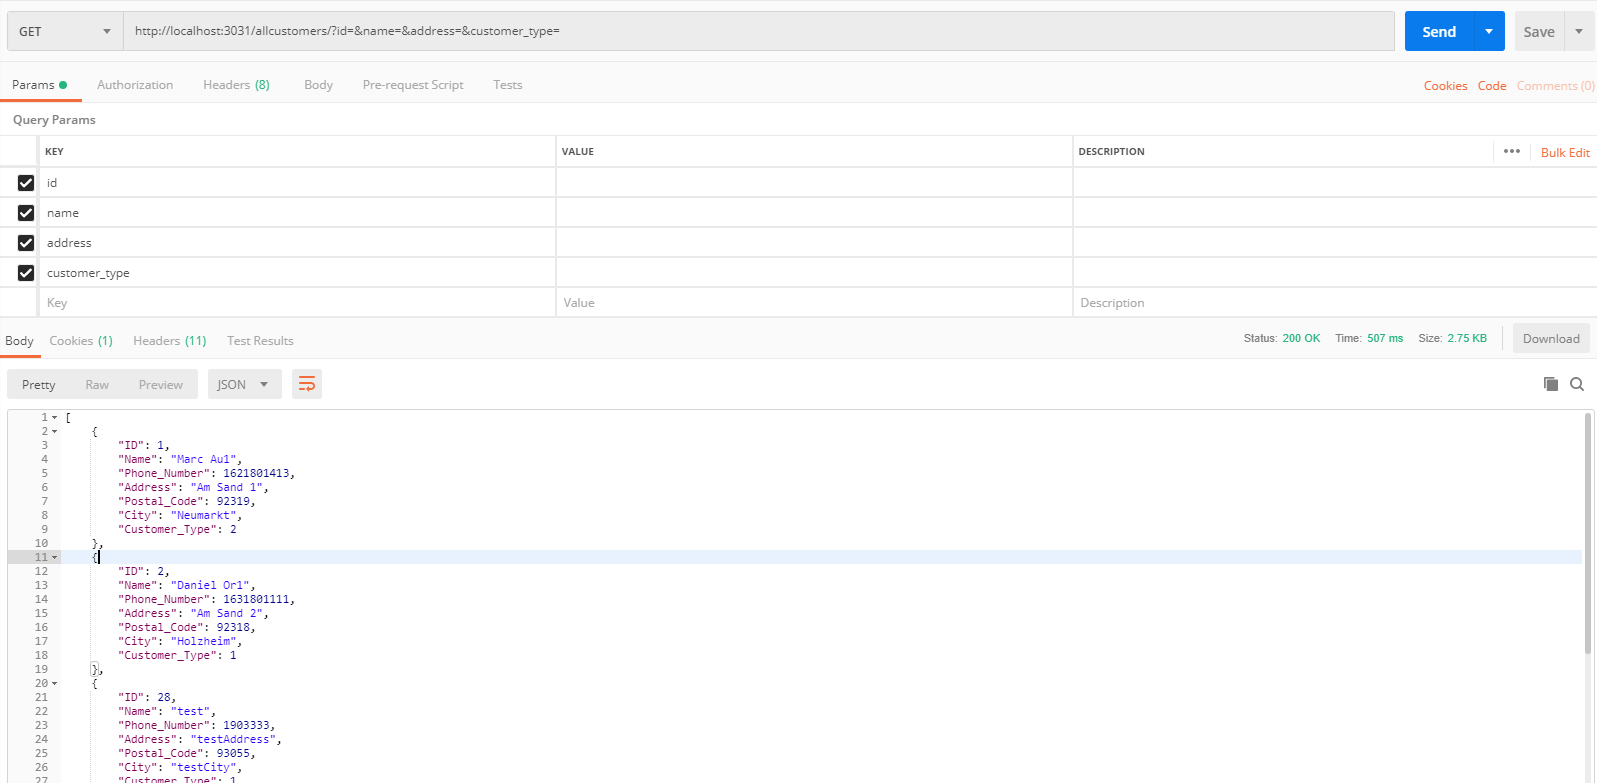 GET http://localhost:3031/allcustomers/?id=&name=&address=&customer_type= Send Save
Params Authorization Headers (8) Body Pre-request Script Tests Cookies Code Comments (0)
Query Params
KEY VALUE DESCRIPTION ••• Bulk Edit
id
name
address
customer_type
Key Value Description
Body Cookies (1) Headers (11) Test Results Status: 200 OK Time: 507 ms Size: 2.75 KB Download
Pretty Raw Preview JSON
1 [
2 {
3 "ID": 1,
4 "Name": "Marc Au1",
5 "Phone_Number": 1621801413,
6 "Address": "Am Sand 1",
7 "Postal_Code": 92319,
8 "City": "Neumarkt",
9 "Customer_Type": 2
10 },
11 {
12 "ID": 2,
13 "Name": "Daniel Or1",
14 "Phone_Number": 1631801111,
15 "Address": "Am Sand 2",
16 "Postal_Code": 92318,
17 "City": "Holzheim",
18 "Customer_Type": 1
19 },
20 {
21 "ID": 28,
22 "Name": "test",
23 "Phone_Number": 1903333,
24 "Address": "testAddress",
25 "Postal_Code": 93055,
26 "City": "testCity",
27 "Customer_Type": 1